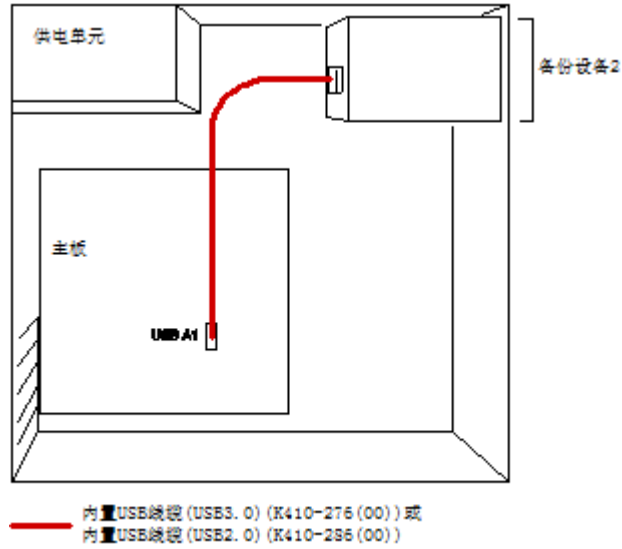 供电单元
备份设备2
主板
USB A1
内置USB线缆(USB3.0)(K410-276(00))或
内置USB线缆(USB2.0)(K410-286(00))